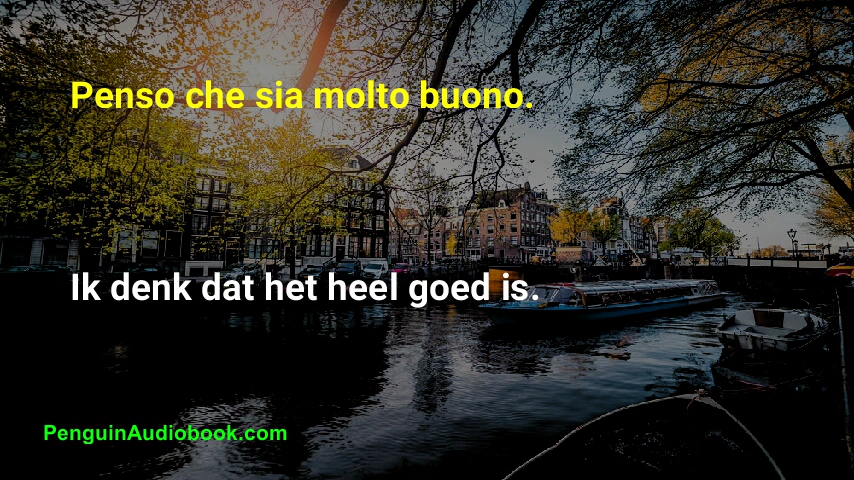 Penso che sia molto buono.
Ik denk dat het heel goed is.
PenguinAudiobook.com